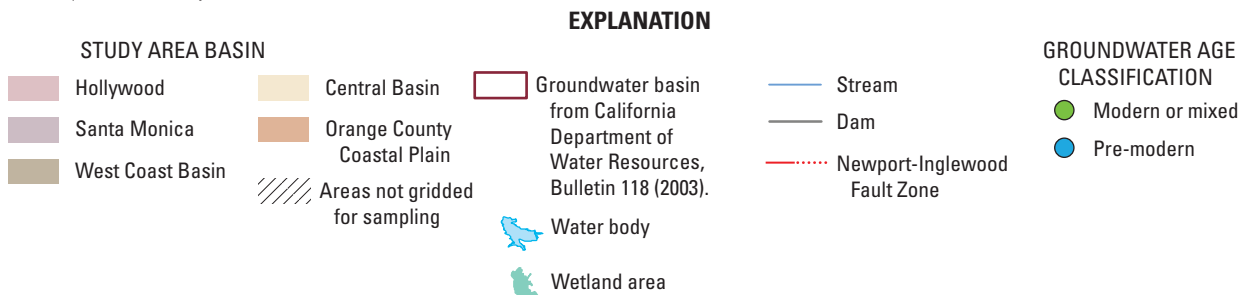 EXPLANATION
STUDY AREA BASIN
Hollywood
Santa Monica
West Coast Basin
Central Basin
Orange County
Coastal Plain
Areas not gridded
for sampling
Groundwater basin
from California
Department of
Water Resources,
Bulletin 118 (2003).
Water body
Wetland area
Stream
Dam
Newport-Inglewood
Fault Zone
GROUNDWATER AGE
CLASSIFICATION
Modern or mixed
Pre-modern